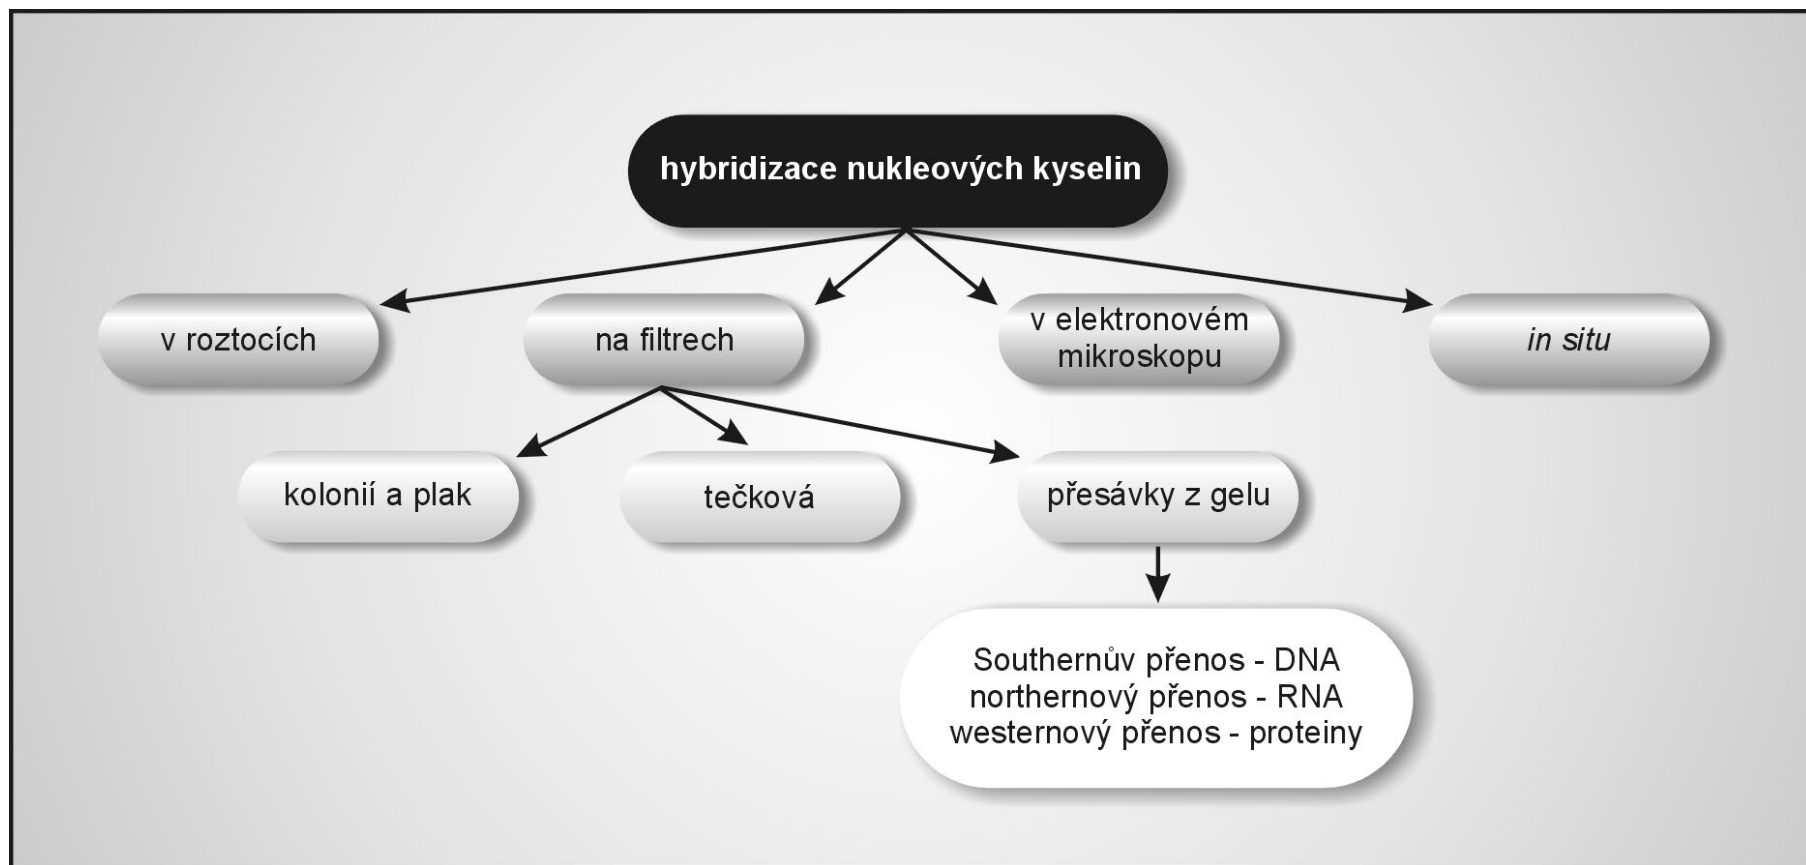 hybridizace nukleových kyselin
v roztocích
na filtrech
v elektronovém
mikroskopu
in situ
kolonií a plak
tečková
přesávky z gelu
Southernův přenos - DNA
northernový přenos - RNA
westernový přenos - proteiny